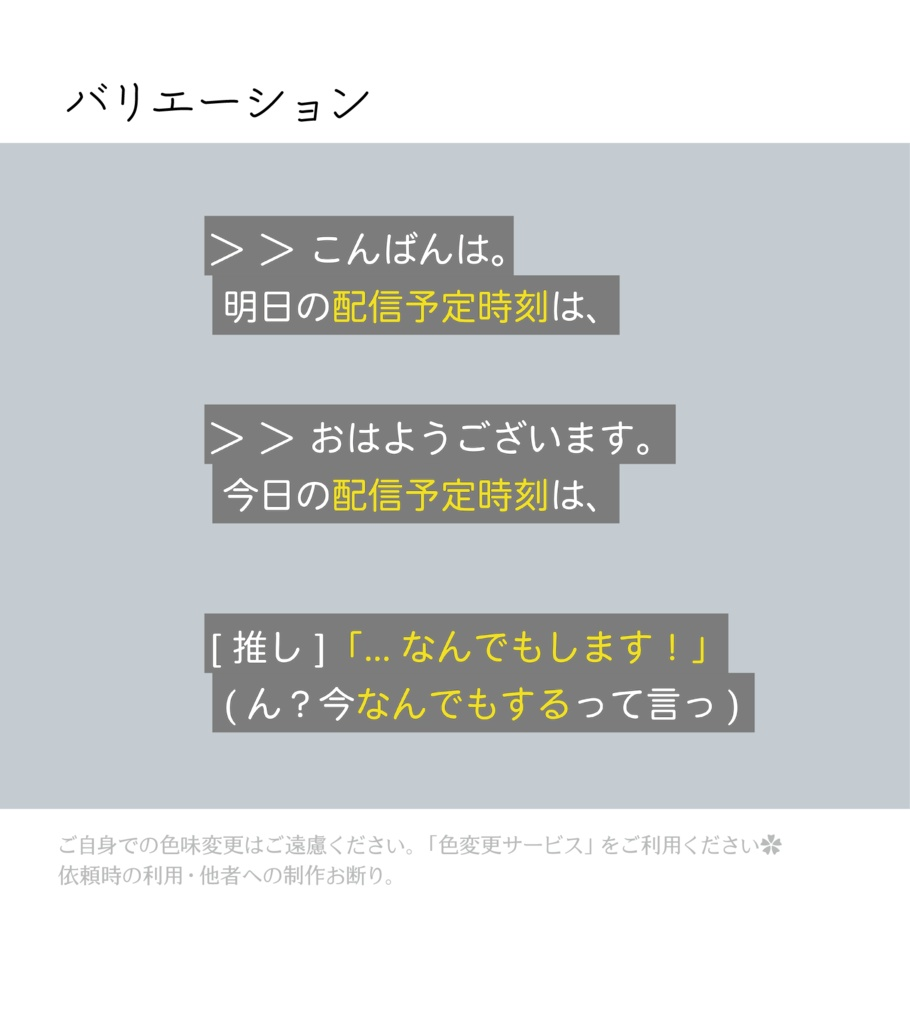 バリエーション
＞＞こんばんは。
明日の配信予定時刻は、
＞＞おはようございます。
今日の配信予定時刻は、
[ 推し ]「... なんでもします！」
( ん？今なんでもするって言っ )
ご自身での色味変更はご遠慮ください。「色変更サービス」をご利用ください✽
依頼時の利用・他者への制作お断り。